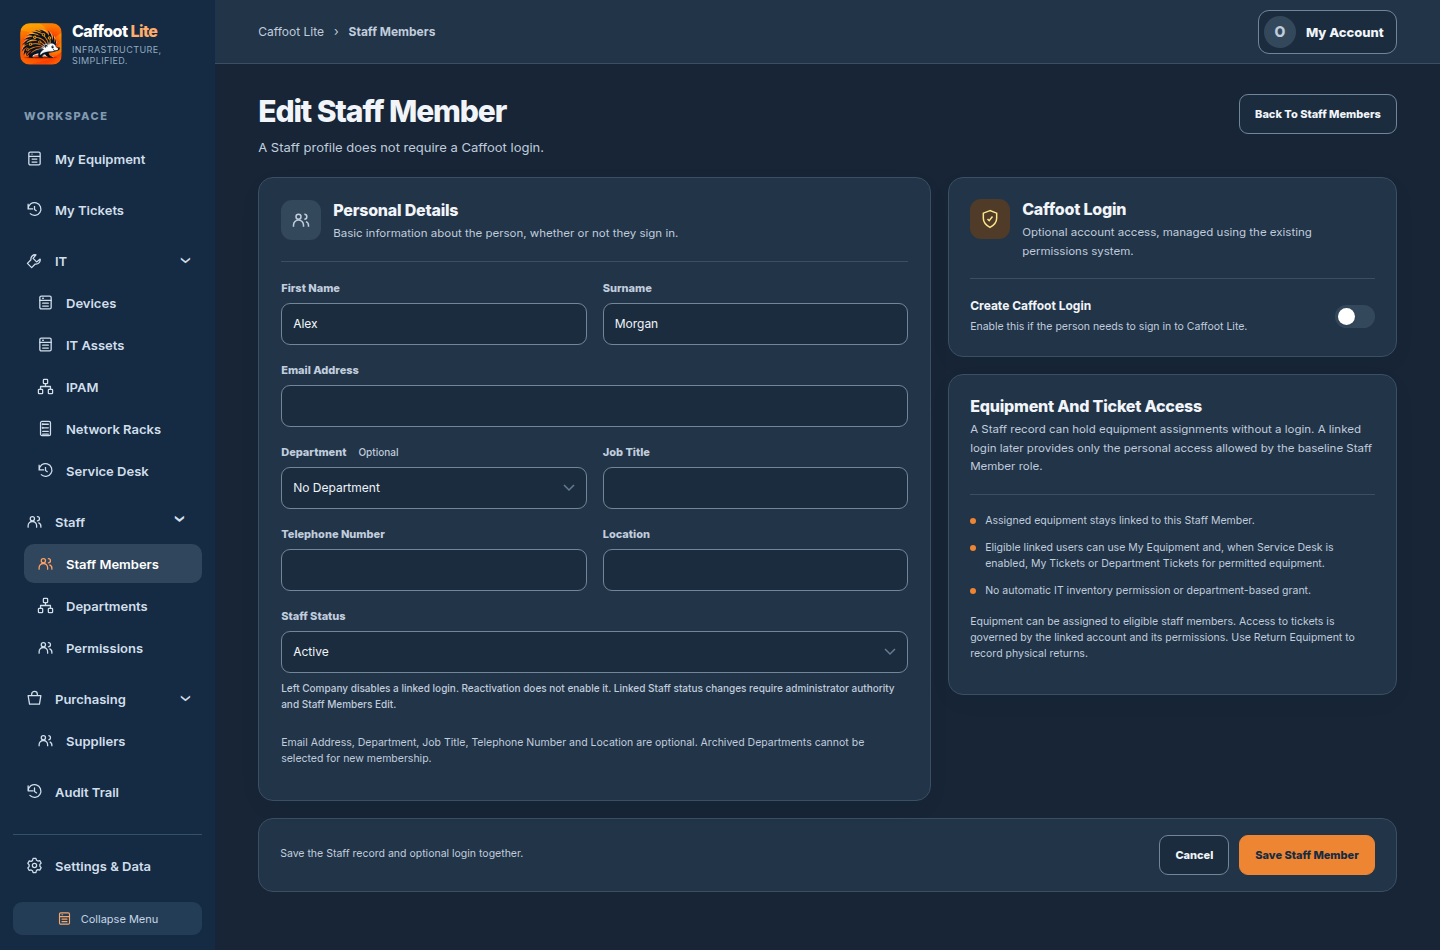 Caffoot Lite
INFRASTRUCTURE,
SIMPLIFIED.
WORKSPACE
My Equipment
My Tickets
IT
Devices
IT Assets
IPAM
Network Racks
Service Desk
Staff
Staff Members
Departments
Permissions
Purchasing
Suppliers
Audit Trail
Settings & Data
Collapse Menu
Caffoot Lite › Staff Members
O My Account
Edit Staff Member
A Staff profile does not require a Caffoot login.
Back To Staff Members
Personal Details
Basic information about the person, whether or not they sign in.
First Name Surname
Alex Morgan
Email Address
Department Optional Job Title
No Department
Telephone Number Location
Staff Status
Active
Left Company disables a linked login. Reactivation does not enable it. Linked Staff status changes require administrator authority
and Staff Members Edit.
Email Address, Department, Job Title, Telephone Number and Location are optional. Archived Departments cannot be
selected for new membership.
Caffoot Login
Optional account access, managed using the existing
permissions system.
Create Caffoot Login
Enable this if the person needs to sign in to Caffoot Lite.
Equipment And Ticket Access
A Staff record can hold equipment assignments without a login. A linked
login later provides only the personal access allowed by the baseline Staff
Member role.
Assigned equipment stays linked to this Staff Member.
Eligible linked users can use My Equipment and, when Service Desk is
enabled, My Tickets or Department Tickets for permitted equipment.
No automatic IT inventory permission or department-based grant.
Equipment can be assigned to eligible staff members. Access to tickets is
governed by the linked account and its permissions. Use Return Equipment to
record physical returns.
Save the Staff record and optional login together.
Cancel
Save Staff Member